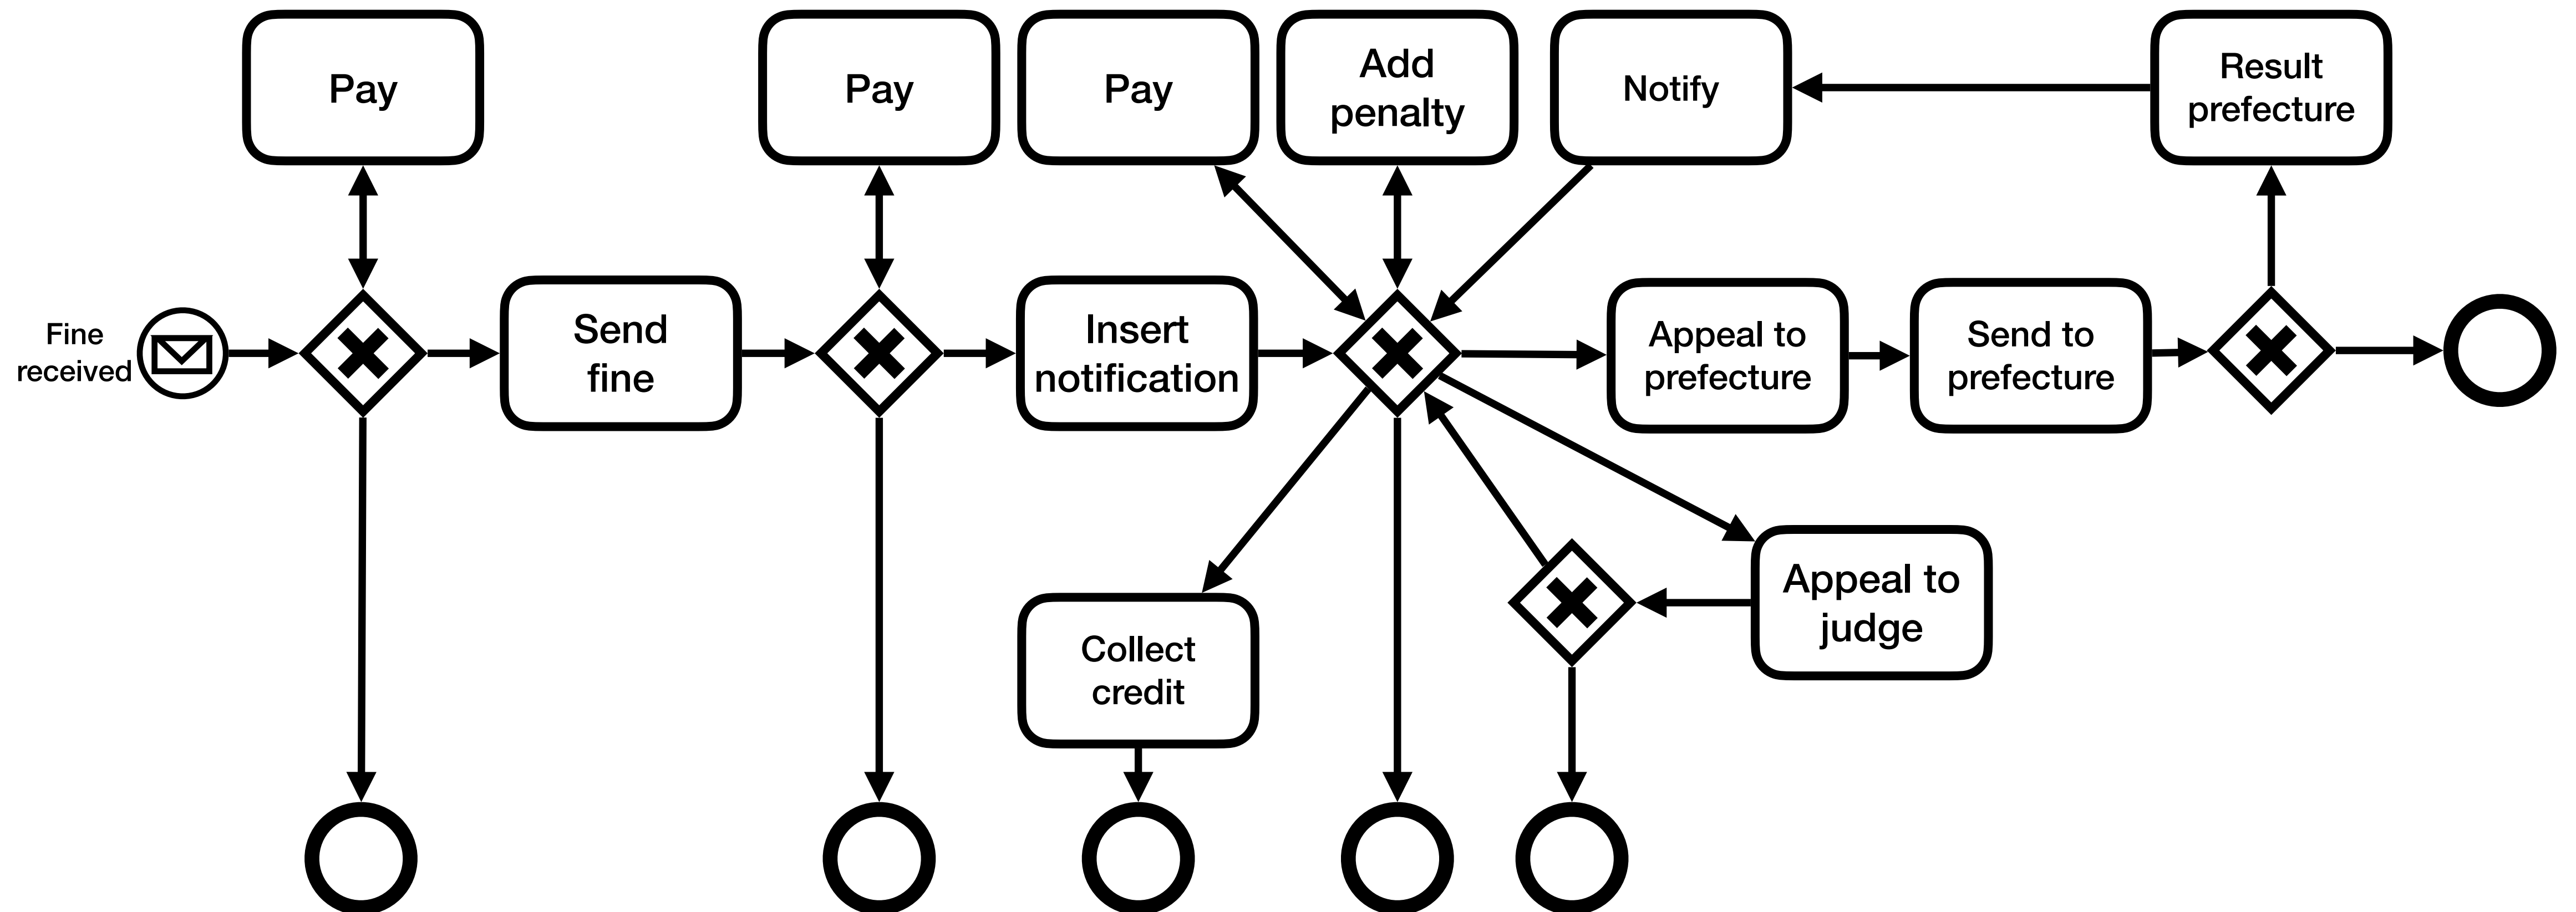 Pay
Pay
Pay
Add
penalty
Notify
Result
prefecture
Fine
received
Send
fine
Insert
notification
Appeal to
prefecture
Send to
prefecture
Collect
credit
Appeal to
judge